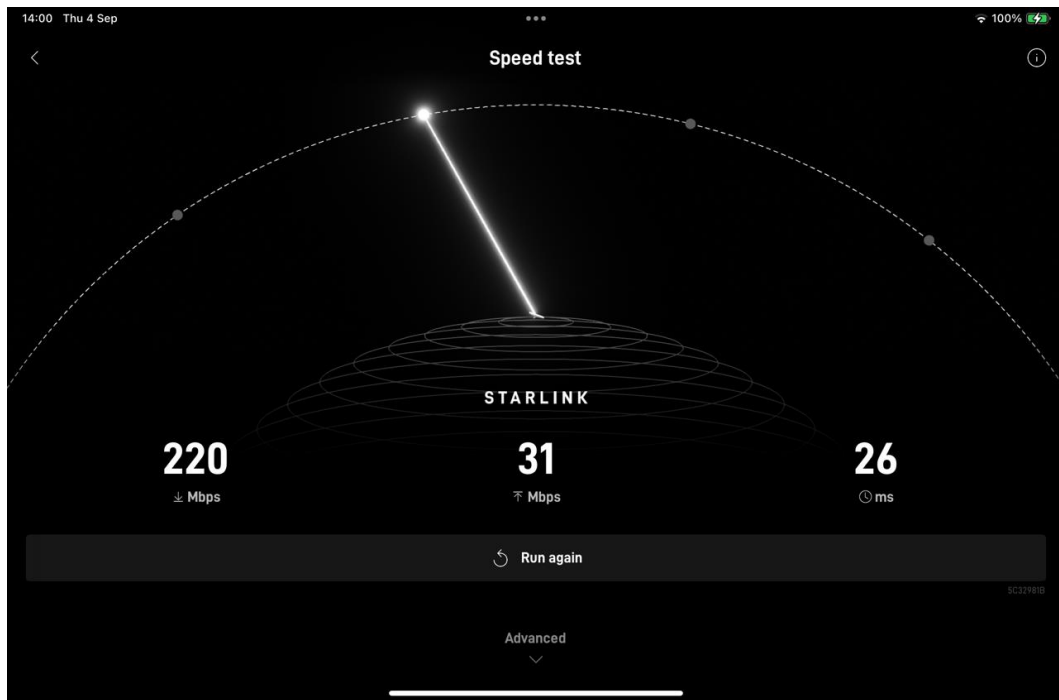 14:00 Thu 4 Sep
100%
Speed test
STARLINK
220
Mbps
31
Mbps
26
ms
Run again
5C32981B
Advanced